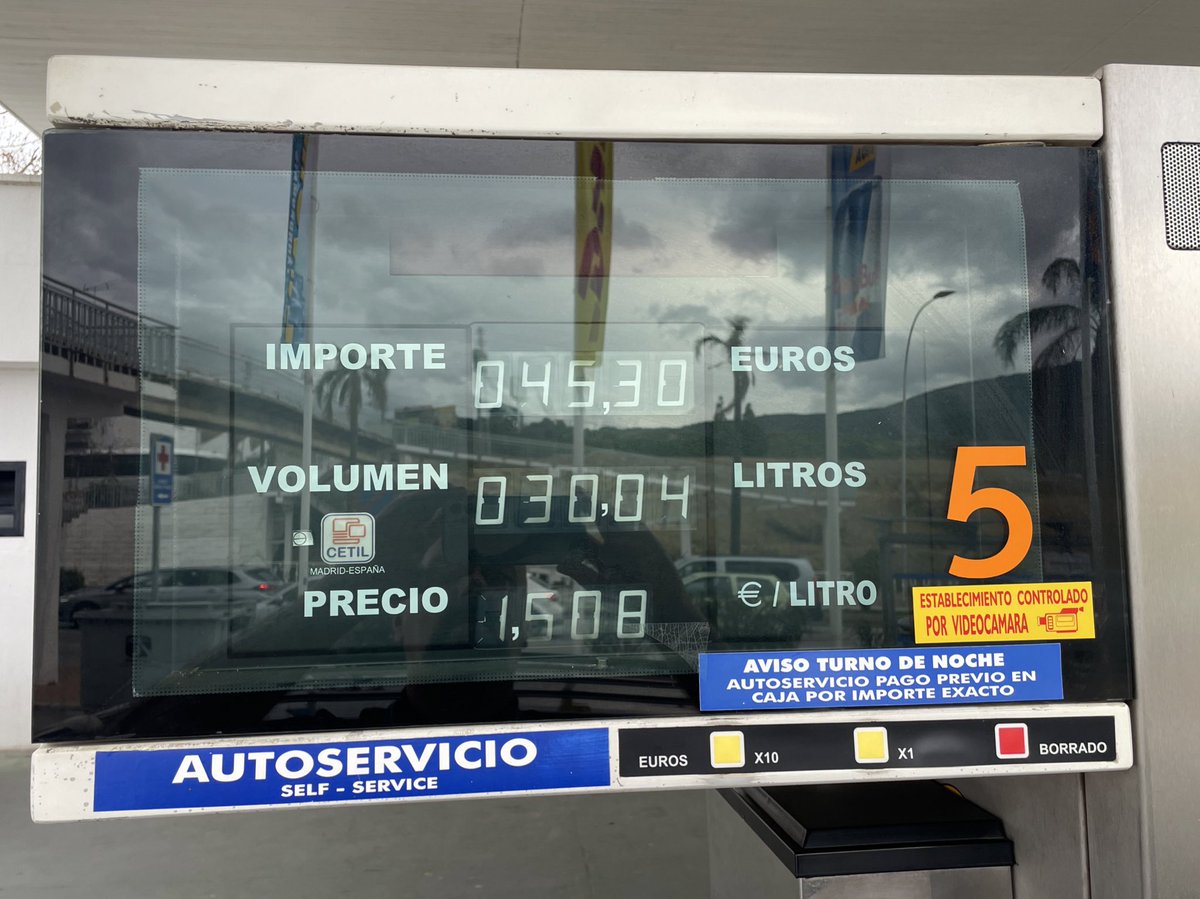 IMPORTE 045,30 EUROS
VOLUMEN 030,04 LITROS
CETIL
MADRID-ESPAÑA
PRECIO 1,508 €/LITRO
5
ESTABLECIMIENTO CONTROLADO
POR VIDEOCAMARA
AVISO TURNO DE NOCHE
AUTOSERVICIO PAGO PREVIO EN
CAJA POR IMPORTE EXACTO
AUTOSERVICIO
SELF - SERVICE
EUROS X10 X1 BORRADO